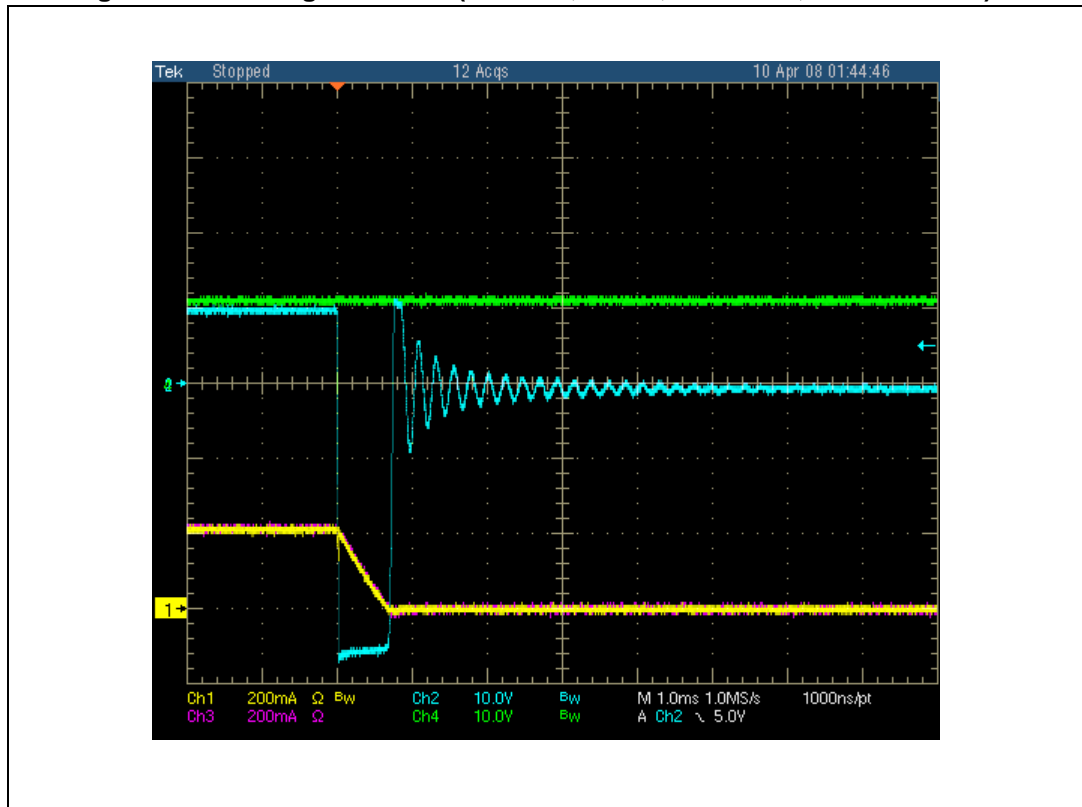 Tek Stopped 12 Acqs 10 Apr 08 01:44:46
1
Ch1 200mA Ω Bw Ch2 10.0V Bw M 1.0ms 1.0MS/s 1000ns/pt
Ch3 200mA Ω Ch4 10.0V Bw A Ch2 \ 5.0V